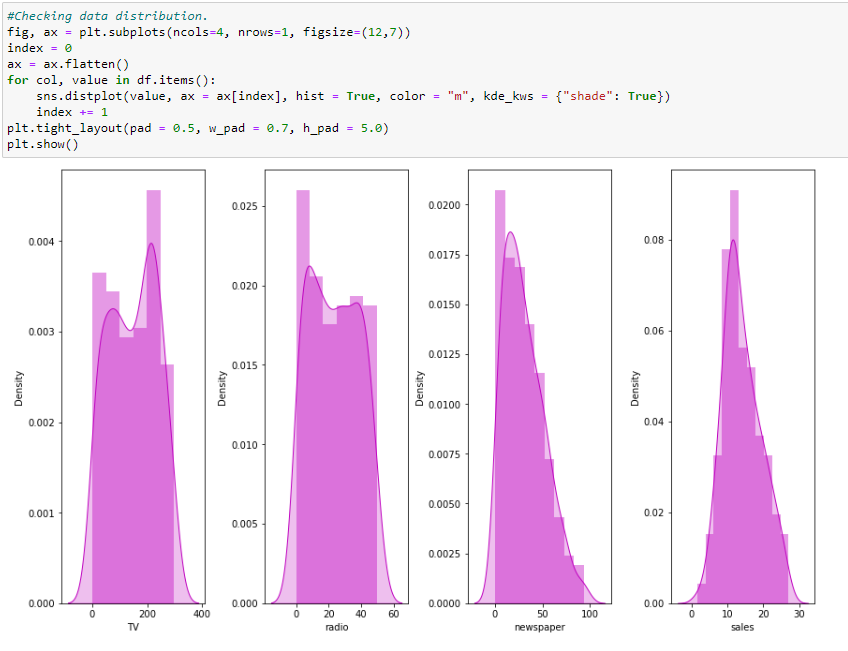 #Checking data distribution.
fig, ax = plt.subplots(ncols=4, nrows=1, figsize=(12,7))
index = 0
ax = ax.flatten()
for col, value in df.items():
    sns.distplot(value, ax = ax[index], hist = True, color = "m", kde_kws = {"shade": True})
    index += 1
plt.tight_layout(pad = 0.5, w_pad = 0.7, h_pad = 5.0)
plt.show()
0.004
0.003
0.002
0.001
0.000
Density
0 200 400
TV
0.025
0.020
0.015
0.010
0.005
0.000
Density
0 20 40 60
radio
0.0200
0.0175
0.0150
0.0125
0.0100
0.0075
0.0050
0.0025
0.0000
Density
0 50 100
newspaper
0.08
0.06
0.04
0.02
0.00
Density
0 10 20 30
sales